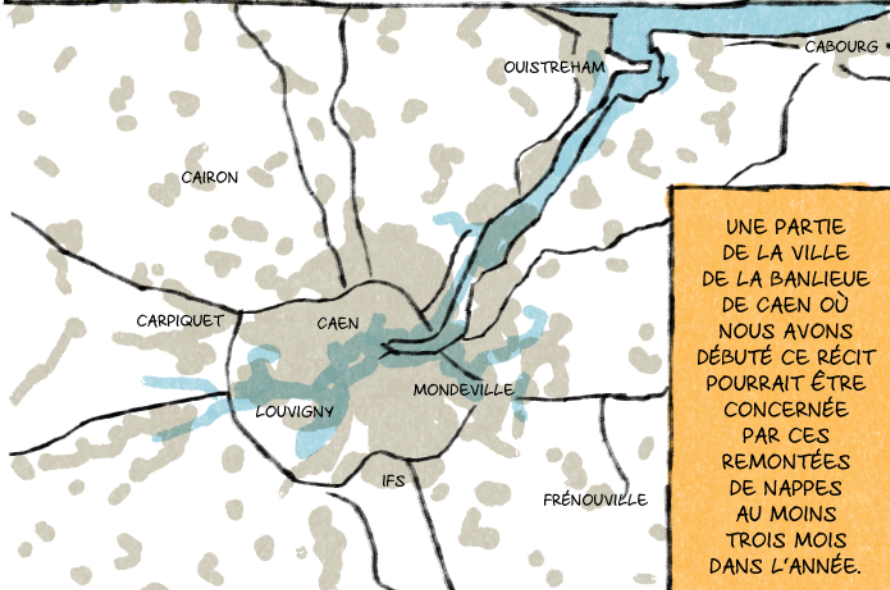 CABOURG
OUISTREHAM
CAIRON
CARPIQUET
CAEN
MONDEVILLE
LOUVIGNY
IFS
FRÉNOUVILLE
UNE PARTIE
DE LA VILLE
DE LA BANLIEUE
DE CAEN OÙ
NOUS AVONS
DÉBUTÉ CE RÉCIT
POURRAIT ÊTRE
CONCERNÉE
PAR CES
REMONTÉES
DE NAPPES
AU MOINS
TROIS MOIS
DANS L'ANNÉE.